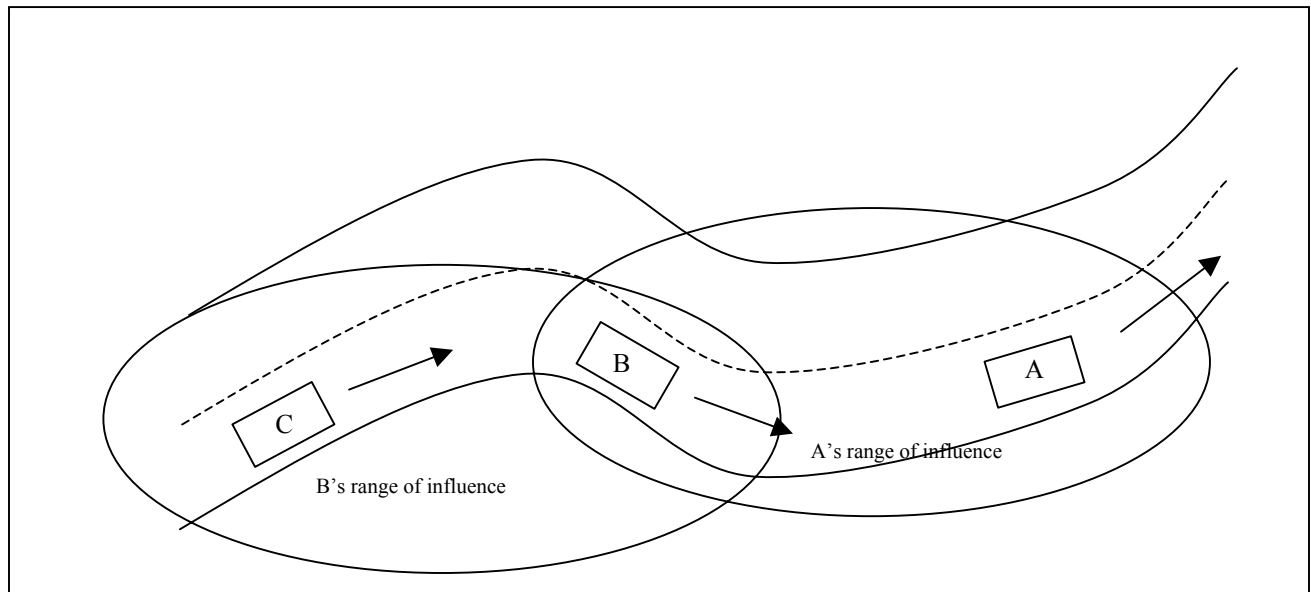 B
A
C
A’s range of influence
B’s range of influence